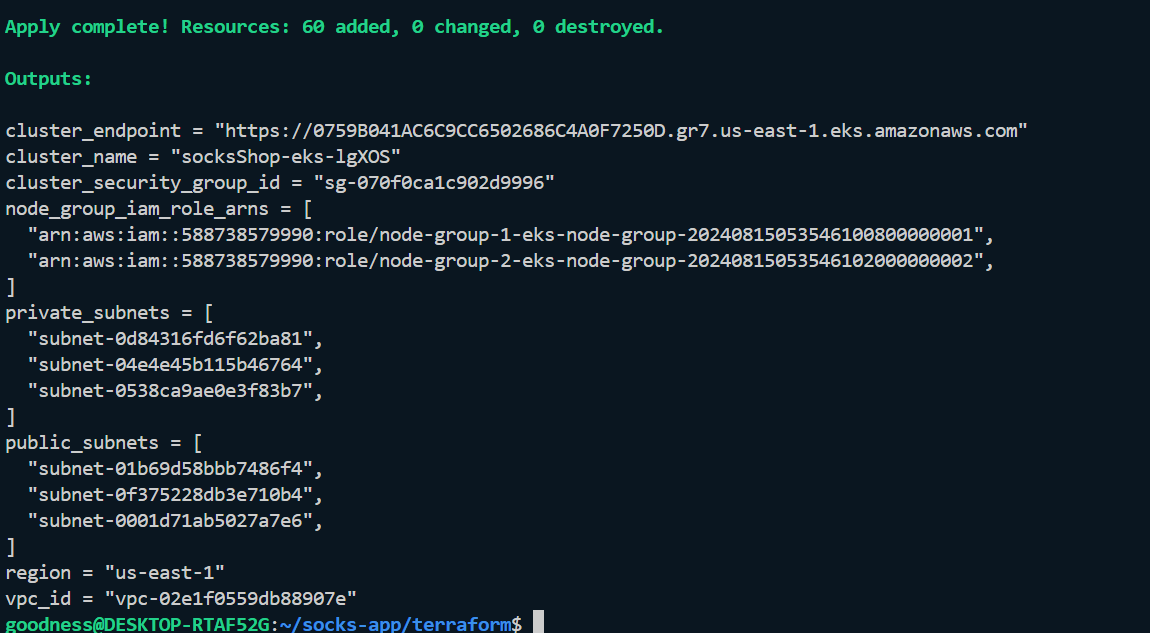 Apply complete! Resources: 60 added, 0 changed, 0 destroyed.
Outputs:
cluster_endpoint = "https://0759B041AC6C9CC6502686C4A0F7250D.gr7.us-east-1.eks.amazonaws.com"
cluster_name = "socksShop-eks-lgXOS"
cluster_security_group_id = "sg-070f0ca1c902d9996"
node_group_iam_role_arns = [
  "arn:aws:iam::588738579990:role/node-group-1-eks-node-group-20240815053546100800000001",
  "arn:aws:iam::588738579990:role/node-group-2-eks-node-group-20240815053546102000000002",
]
private_subnets = [
  "subnet-0d84316fd6f62ba81",
  "subnet-04e4e45b115b46764",
  "subnet-0538ca9ae0e3f83b7",
]
public_subnets = [
  "subnet-01b69d58bbb7486f4",
  "subnet-0f375228db3e710b4",
  "subnet-0001d71ab5027a7e6",
]
region = "us-east-1"
vpc_id = "vpc-02e1f0559db88907e"
goodness@DESKTOP-RTAF52G:~/socks-app/terraform$